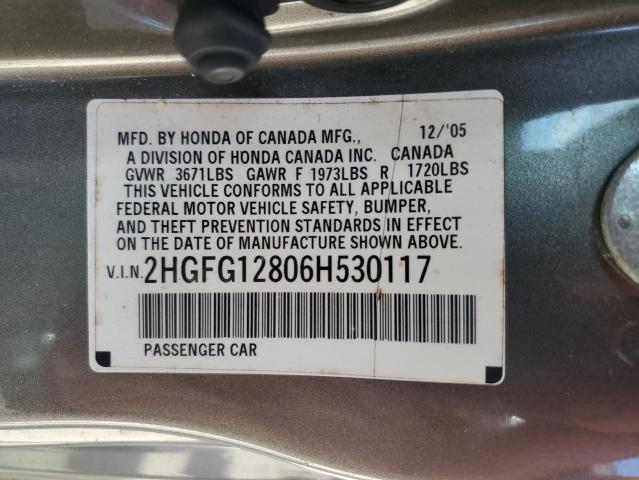 MFD. BY HONDA OF CANADA MFG., 12/'05
A DIVISION OF HONDA CANADA INC. CANADA
GVWR 3671LBS GAWR F 1973LBS R 1720LBS
THIS VEHICLE CONFORMS TO ALL APPLICABLE
FEDERAL MOTOR VEHICLE SAFETY, BUMPER,
AND THEFT PREVENTION STANDARDS IN EFFECT
ON THE DATE OF MANUFACTURE SHOWN ABOVE.
V.I.N. 2HGFG12806H530117
PASSENGER CAR